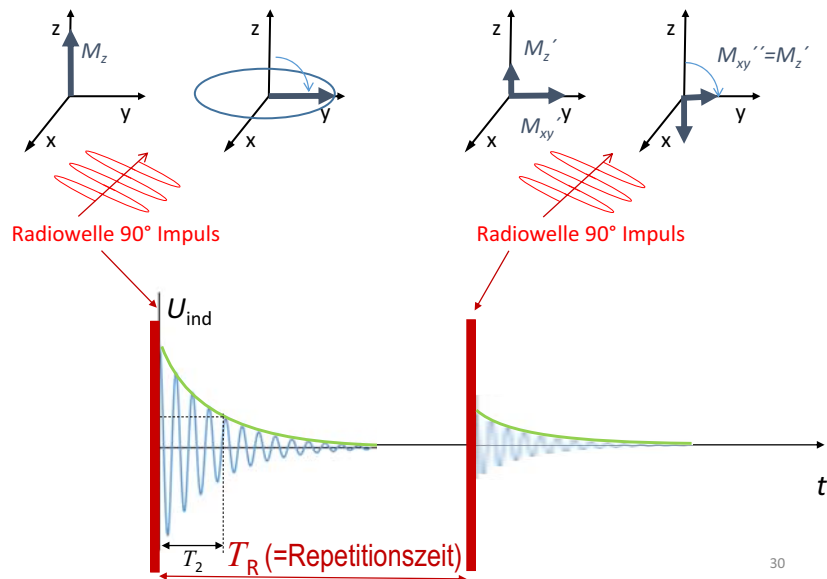 z
M_z
y
x
z
y
x
z
M_z´
y
M_xy´
x
z
M_xy´´=M_z´
y
x
Radiowelle 90° Impuls
Radiowelle 90° Impuls
U_ind
t
T_2
T_R (=Repetitionszeit)
30